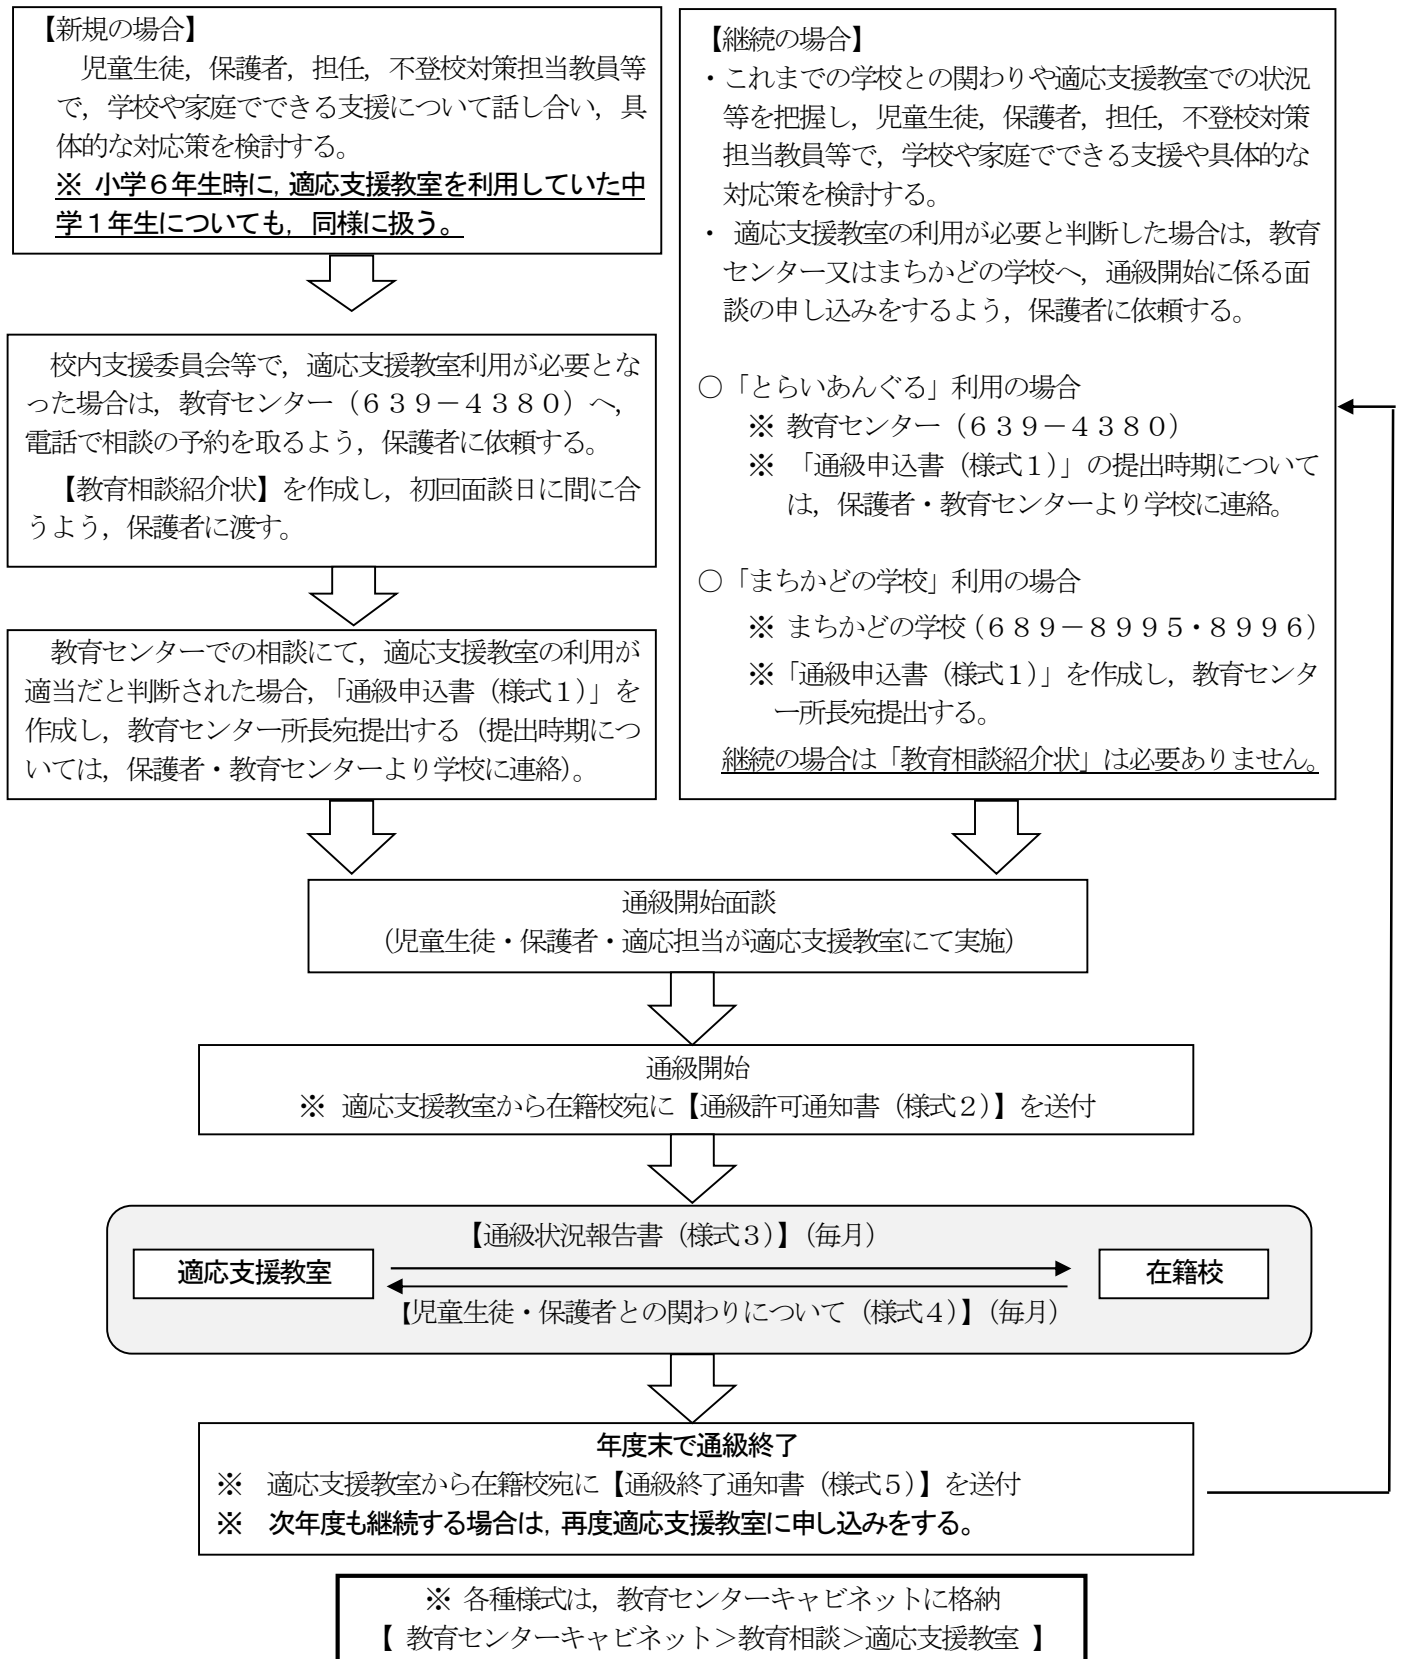 【新規の場合】
児童生徒，保護者，担任，不登校対策担当教員等
で，学校や家庭でできる支援について話し合い，具
体的な対応策を検討する。
※ 小学６年生時に，適応支援教室を利用していた中
学１年生についても，同様に扱う。
校内支援委員会等で，適応支援教室利用が必要とな
った場合は，教育センター（６３９－４３８０）へ，
電話で相談の予約を取るよう，保護者に依頼する。
【教育相談紹介状】を作成し，初回面談日に間に合
うよう，保護者に渡す。
教育センターでの相談にて，適応支援教室の利用が
適当だと判断された場合，「通級申込書（様式１）」を
作成し，教育センター所長宛提出する（提出時期につ
いては，保護者・教育センターより学校に連絡）。
【継続の場合】
・これまでの学校との関わりや適応支援教室での状況
等を把握し，児童生徒，保護者，担任，不登校対策
担当教員等で，学校や家庭でできる支援や具体的な
対応策を検討する。
・ 適応支援教室の利用が必要と判断した場合は，教育
センター又はまちかどの学校へ，通級開始に係る面
談の申し込みをするよう，保護者に依頼する。
○「とらいあんぐる」利用の場合
※ 教育センター（６３９－４３８０）
※ 「通級申込書（様式１）」の提出時期について
は，保護者・教育センターより学校に連絡。
○「まちかどの学校」利用の場合
※ まちかどの学校（６８９－８９９５・８９９６）
※「通級申込書（様式１）」を作成し，教育センタ
ー所長宛提出する。
継続の場合は「教育相談紹介状」は必要ありません。
通級開始面談
（児童生徒・保護者・適応担当が適応支援教室にて実施）
通級開始
※ 適応支援教室から在籍校宛に【通級許可通知書（様式２）】を送付
【通級状況報告書（様式３）】（毎月）
適応支援教室
在籍校
【児童生徒・保護者との関わりについて（様式４）】（毎月）
年度末で通級終了
※ 適応支援教室から在籍校宛に【通級終了通知書（様式５）】を送付
※ 次年度も継続する場合は，再度適応支援教室に申し込みをする。
※ 各種様式は，教育センターキャビネットに格納
【 教育センターキャビネット＞教育相談＞適応支援教室 】